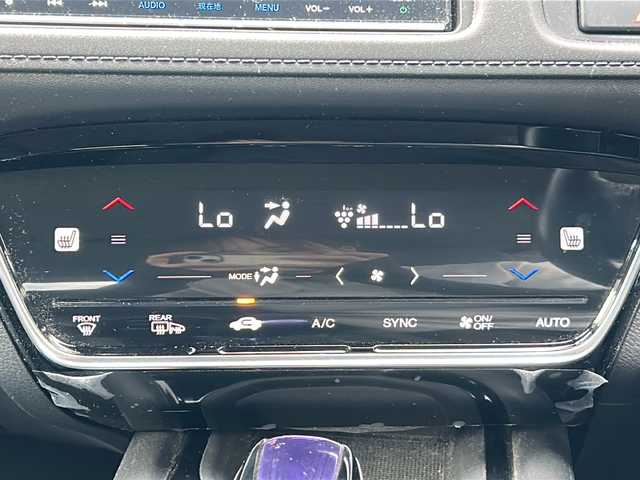 AUDIO 現在地 MENU VOL− VOL+
Lo Lo
MODE
FRONT REAR A/C SYNC ON/OFF AUTO